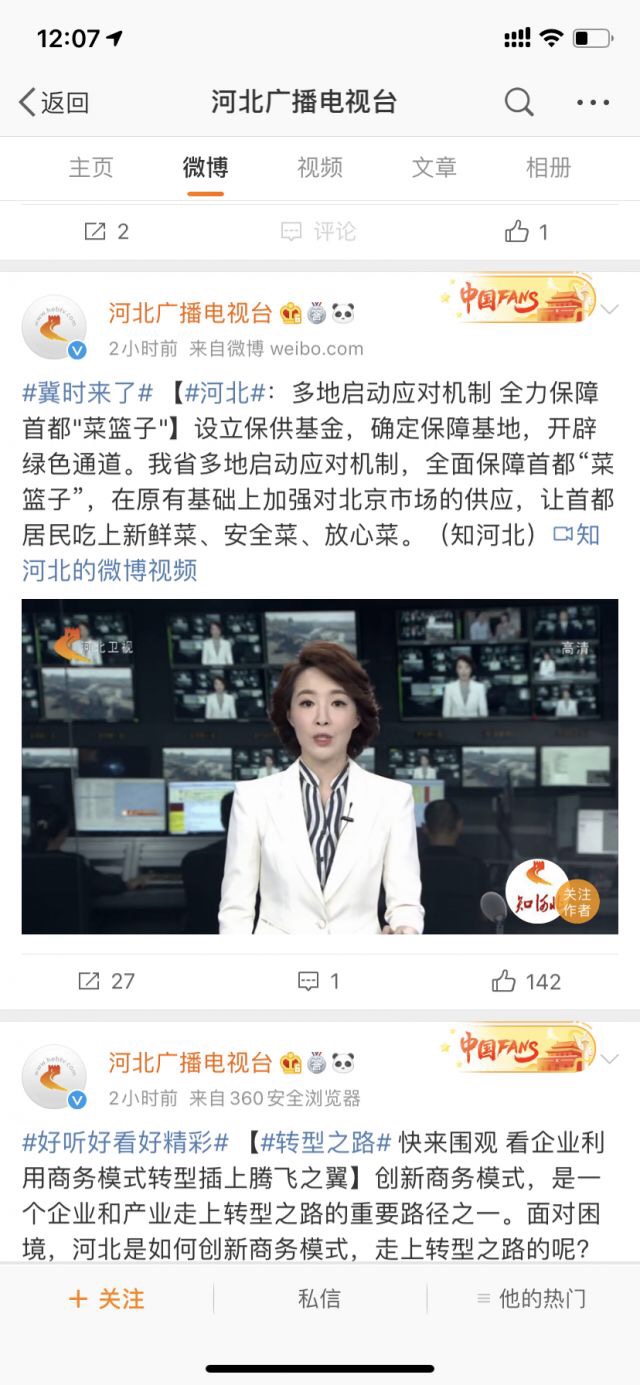 12:07
返回
河北广播电视台
主页
微博
视频
文章
相册
2
评论
1
河北广播电视台
中国FANS
2小时前 来自微博 weibo.com
#冀时来了# 【#河北#：多地启动应对机制 全力保障
首都"菜篮子"】设立保供基金，确定保障基地，开辟
绿色通道。我省多地启动应对机制，全面保障首都“菜
篮子”，在原有基础上加强对北京市场的供应，让首都
居民吃上新鲜菜、安全菜、放心菜。（知河北）知
河北的微博视频
河北卫视
高清
知河北
关注
作者
27
1
142
河北广播电视台
中国FANS
2小时前 来自360安全浏览器
#好听好看好精彩# 【#转型之路# 快来围观 看企业利
用商务模式转型插上腾飞之翼】创新商务模式，是一
个企业和产业走上转型之路的重要路径之一。面对困
境，河北是如何创新商务模式，走上转型之路的呢?
+ 关注
私信
他的热门